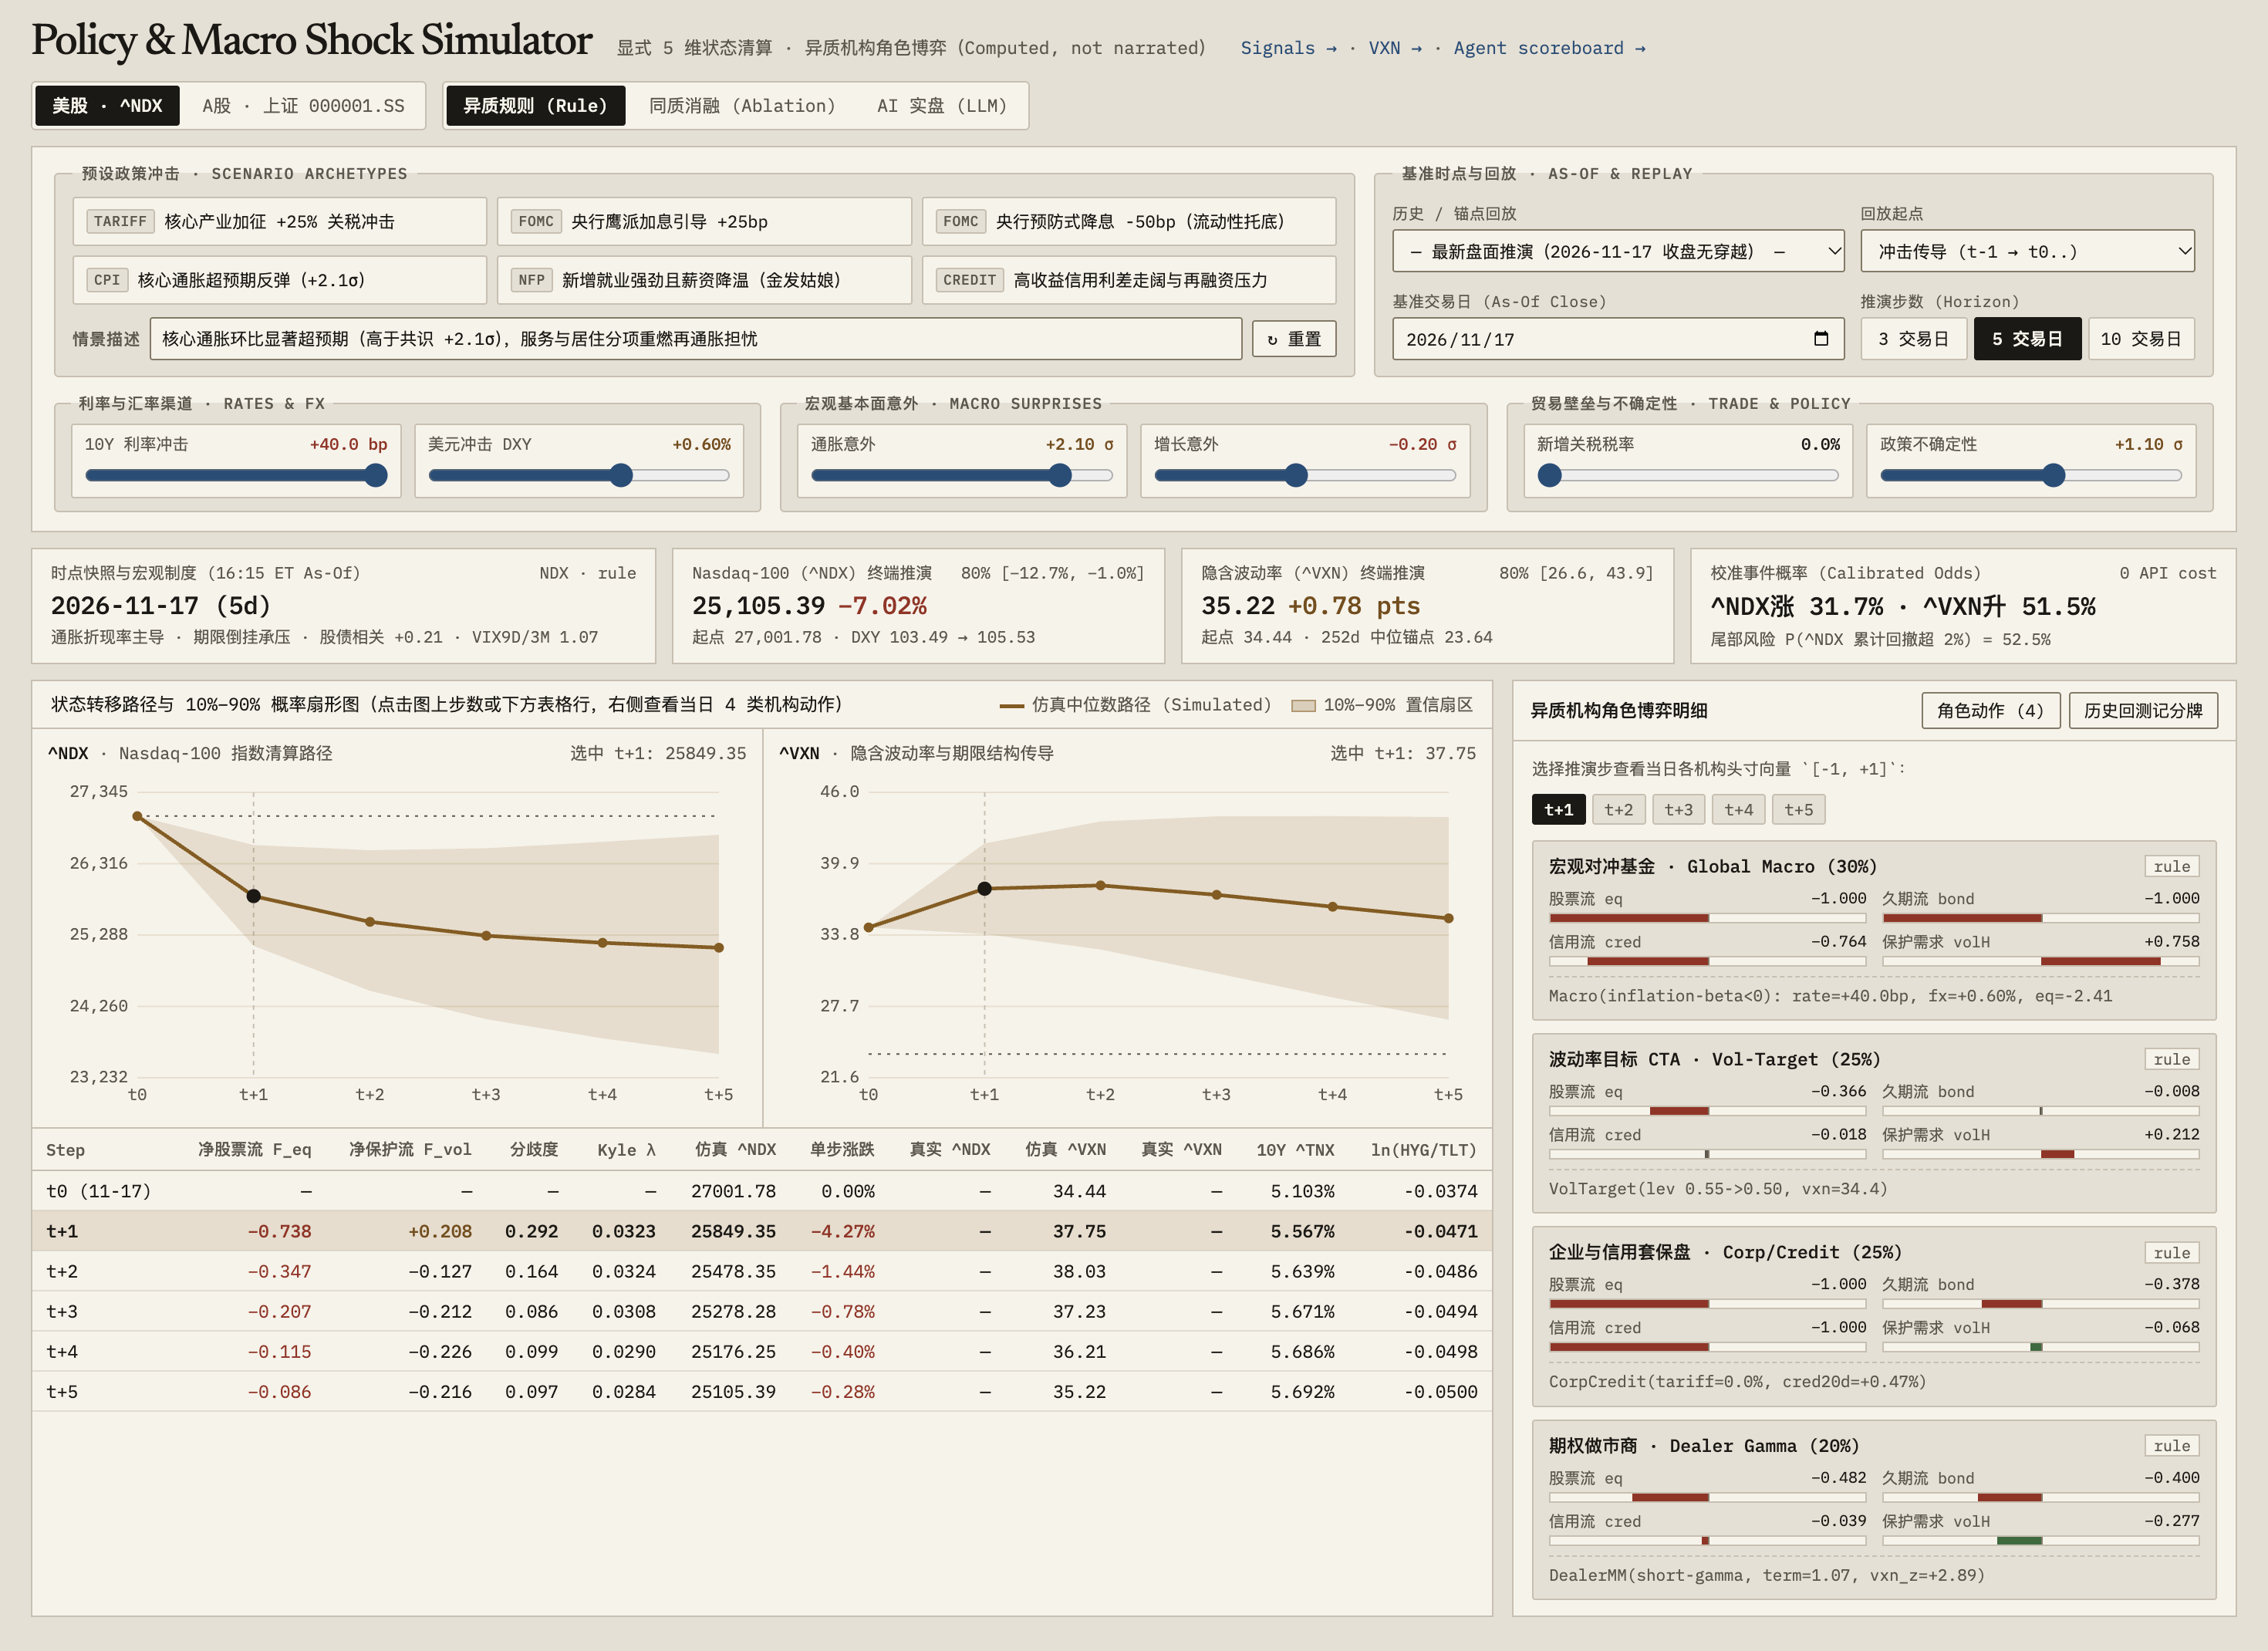 Policy & Macro Shock Simulator 显式 5 维状态清算 · 异质机构角色博弈 (Computed, not narrated) Signals → · VXN → · Agent scoreboard →
美股 · ^NDX A股 · 上证 000001.SS 异质规则 (Rule) 同质消融 (Ablation) AI 实盘 (LLM)
预设政策冲击 · SCENARIO ARCHETYPES
TARIFF 核心产业加征 +25% 关税冲击
FOMC 央行鹰派加息引导 +25bp
FOMC 央行预防式降息 -50bp (流动性托底)
CPI 核心通胀超预期反弹 (+2.1σ)
NFP 新增就业强劲且薪资降温 (金发姑娘)
CREDIT 高收益信用利差走阔与再融资压力
情景描述 核心通胀环比显著超预期 (高于共识 +2.1σ), 服务与居住分项重燃再通胀担忧 ↻ 重置
基准时点与回放 · AS-OF & REPLAY
历史 / 锚点回放 回放起点
— 最新盘面推演 (2026-11-17 收盘无穿越) — 冲击传导 (t-1 → t0..)
基准交易日 (As-Of Close) 推演步数 (Horizon)
2026/11/17 3 交易日 5 交易日 10 交易日
利率与汇率渠道 · RATES & FX
10Y 利率冲击 +40.0 bp
美元冲击 DXY +0.60%
宏观基本面意外 · MACRO SURPRISES
通胀意外 +2.10 σ
增长意外 −0.20 σ
贸易壁垒与不确定性 · TRADE & POLICY
新增关税税率 0.0%
政策不确定性 +1.10 σ
时点快照与宏观制度 (16:15 ET As-Of) NDX · rule
2026-11-17 (5d)
通胀折现率主导 · 期限倒挂承压 · 股债相关 +0.21 · VIX9D/3M 1.07
Nasdaq-100 (^NDX) 终端推演 80% [−12.7%, −1.0%]
25,105.39 −7.02%
起点 27,001.78 · DXY 103.49 → 105.53
隐含波动率 (^VXN) 终端推演 80% [26.6, 43.9]
35.22 +0.78 pts
起点 34.44 · 252d 中位锚点 23.64
校准事件概率 (Calibrated Odds) 0 API cost
^NDX涨 31.7% · ^VXN升 51.5%
尾部风险 P(^NDX 累计回撤超 2%) = 52.5%
状态转移路径与 10%–90% 概率扇形图 (点击图上步数或下方表格行, 右侧查看当日 4 类机构动作) 仿真中位数路径 (Simulated) 10%–90% 置信扇区
^NDX · Nasdaq-100 指数清算路径 选中 t+1: 25849.35
27,345
26,316
25,288
24,260
23,232
t0 t+1 t+2 t+3 t+4 t+5
^VXN · 隐含波动率与期限结构传导 选中 t+1: 37.75
46.0
39.9
33.8
27.7
21.6
t0 t+1 t+2 t+3 t+4 t+5
Step 净股票流 F_eq 净保护流 F_vol 分歧度 Kyle λ 仿真 ^NDX 单步涨跌 真实 ^NDX 仿真 ^VXN 真实 ^VXN 10Y ^TNX ln(HYG/TLT)
t0 (11-17) — — — — 27001.78 0.00% — 34.44 — 5.103% -0.0374
t+1 −0.738 +0.208 0.292 0.0323 25849.35 −4.27% — 37.75 — 5.567% -0.0471
t+2 −0.347 −0.127 0.164 0.0324 25478.35 −1.44% — 38.03 — 5.639% -0.0486
t+3 −0.207 −0.212 0.086 0.0308 25278.28 −0.78% — 37.23 — 5.671% -0.0494
t+4 −0.115 −0.226 0.099 0.0290 25176.25 −0.40% — 36.21 — 5.686% -0.0498
t+5 −0.086 −0.216 0.097 0.0284 25105.39 −0.28% — 35.22 — 5.692% -0.0500
异质机构角色博弈明细 角色动作 (4) 历史回测记分牌
选择推演步查看当日各机构头寸向量 `[-1, +1]`:
t+1 t+2 t+3 t+4 t+5
宏观对冲基金 · Global Macro (30%) rule
股票流 eq −1.000 久期流 bond −1.000
信用流 cred −0.764 保护需求 volH +0.758
Macro(inflation-beta<0): rate=+40.0bp, fx=+0.60%, eq=-2.41
波动率目标 CTA · Vol-Target (25%) rule
股票流 eq −0.366 久期流 bond −0.008
信用流 cred −0.018 保护需求 volH +0.212
VolTarget(lev 0.55->0.50, vxn=34.4)
企业与信用套保盘 · Corp/Credit (25%) rule
股票流 eq −1.000 久期流 bond −0.378
信用流 cred −1.000 保护需求 volH −0.068
CorpCredit(tariff=0.0%, cred20d=+0.47%)
期权做市商 · Dealer Gamma (20%) rule
股票流 eq −0.482 久期流 bond −0.400
信用流 cred −0.039 保护需求 volH −0.277
DealerMM(short-gamma, term=1.07, vxn_z=+2.89)